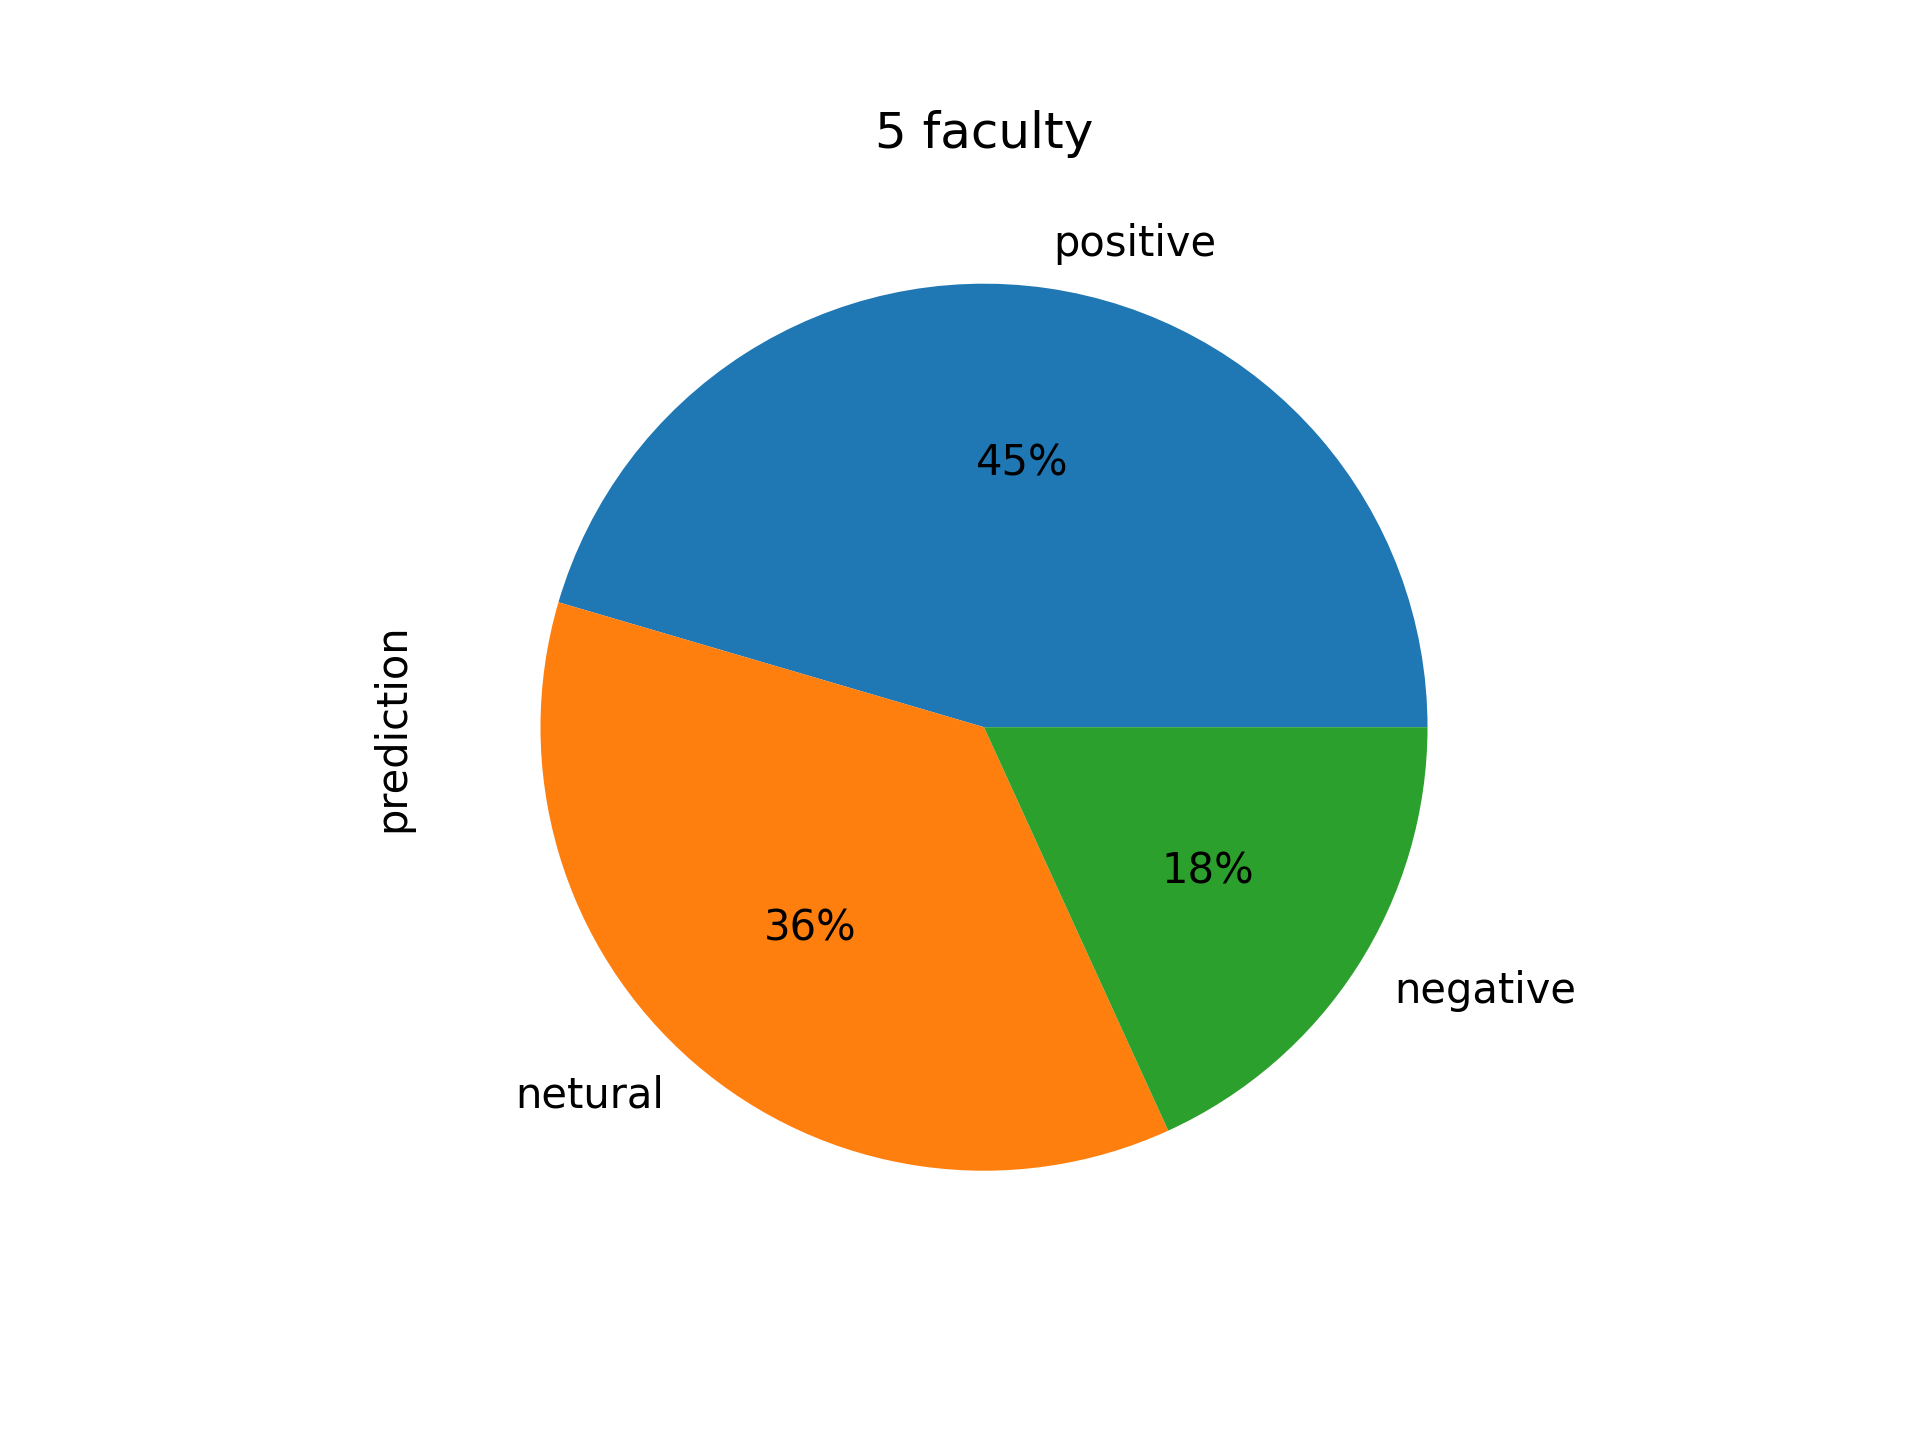 5 faculty
positive
45%
prediction
18%
36%
negative
netural